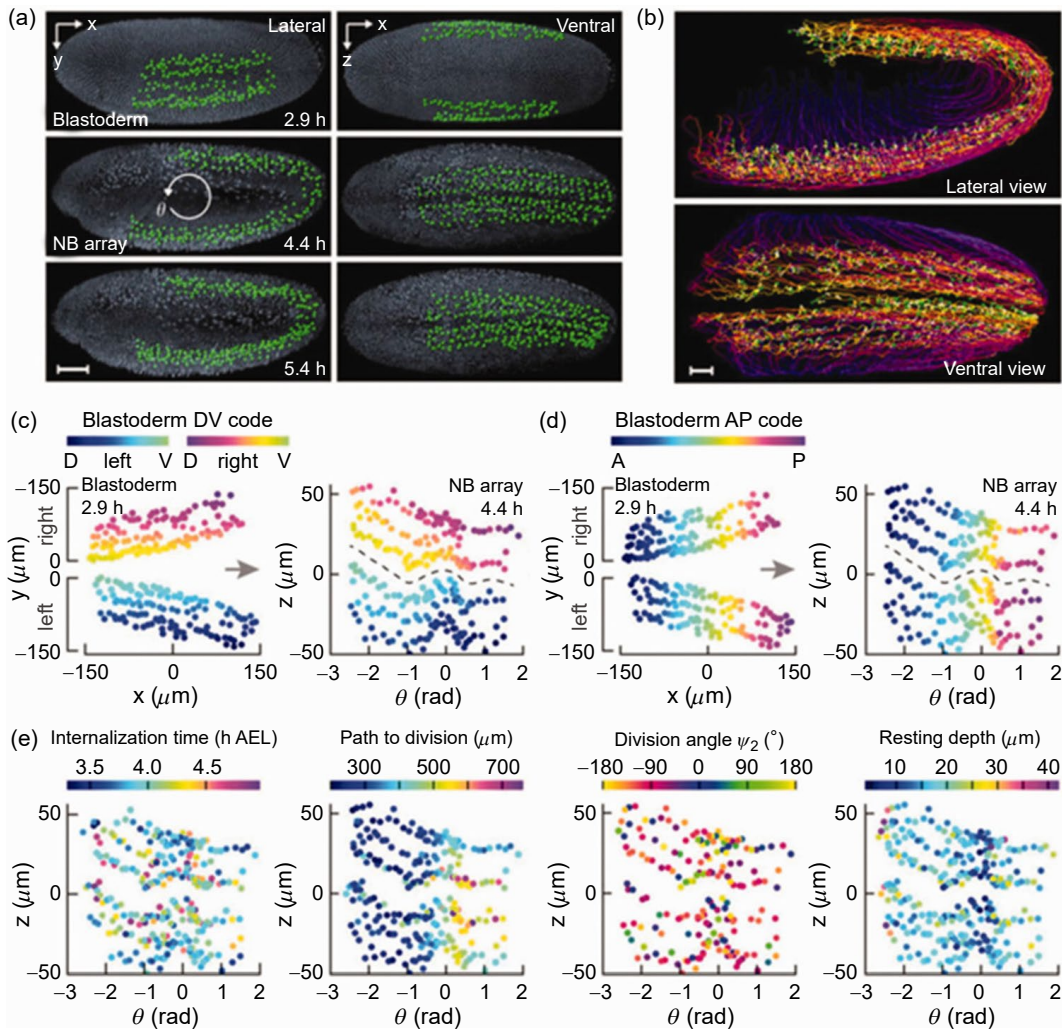 (a)
x
y
Lateral
Blastoderm
2.9 h
x
z
Ventral
θ
NB array
4.4 h
5.4 h
(b)
Lateral view
Ventral view
(c)
Blastoderm DV code
D left V D right V
Blastoderm
2.9 h
−150
0
0
−150
right
left
y (μm)
−150 0 150
x (μm)
NB array
4.4 h
50
0
−50
z (μm)
−3 −2 −1 0 1 2
θ (rad)
(d)
Blastoderm AP code
A P
Blastoderm
2.9 h
−150
0
0
−150
right
left
y (μm)
−150 0 150
x (μm)
NB array
4.4 h
50
0
−50
z (μm)
−3 −2 −1 0 1 2
θ (rad)
(e)
Internalization time (h AEL)
3.5 4.0 4.5
50
0
−50
z (μm)
−3 −2 −1 0 1 2
θ (rad)
Path to division (μm)
300 500 700
50
0
−50
z (μm)
−3 −2 −1 0 1 2
θ (rad)
Division angle ψ₂ (°)
−180 −90 0 90 180
50
0
−50
z (μm)
−3 −2 −1 0 1 2
θ (rad)
Resting depth (μm)
10 20 30 40
50
0
−50
z (μm)
−3 −2 −1 0 1 2
θ (rad)